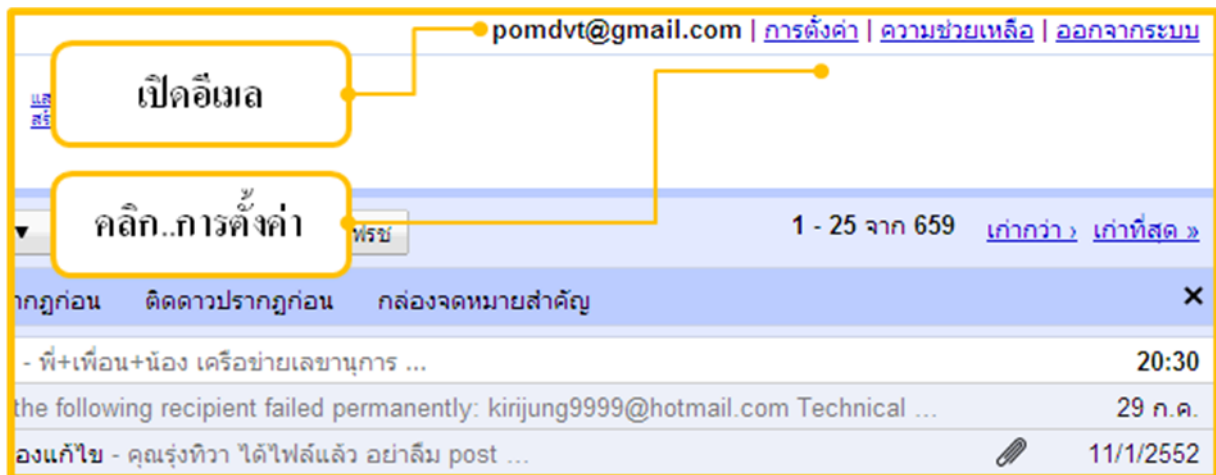 pomdvt@gmail.com | การตั้งค่า | ความช่วยเหลือ | ออกจากระบบ
เปิดอีเมล
คลิก..การตั้งค่า
1 - 25 จาก 659 เก่ากว่า › เก่าที่สุด »
ติดดาวปรากฏก่อน กล่องจดหมายสำคัญ ×
- พี่+เพื่อน+น้อง เครือข่ายเลขานุการ ... 20:30
the following recipient failed permanently: kirijung9999@hotmail.com Technical ... 29 ก.ค.
องแก้ไข - คุณรุ่งทิวา ได้ไฟล์แล้ว อย่าลืม post ... 11/1/2552